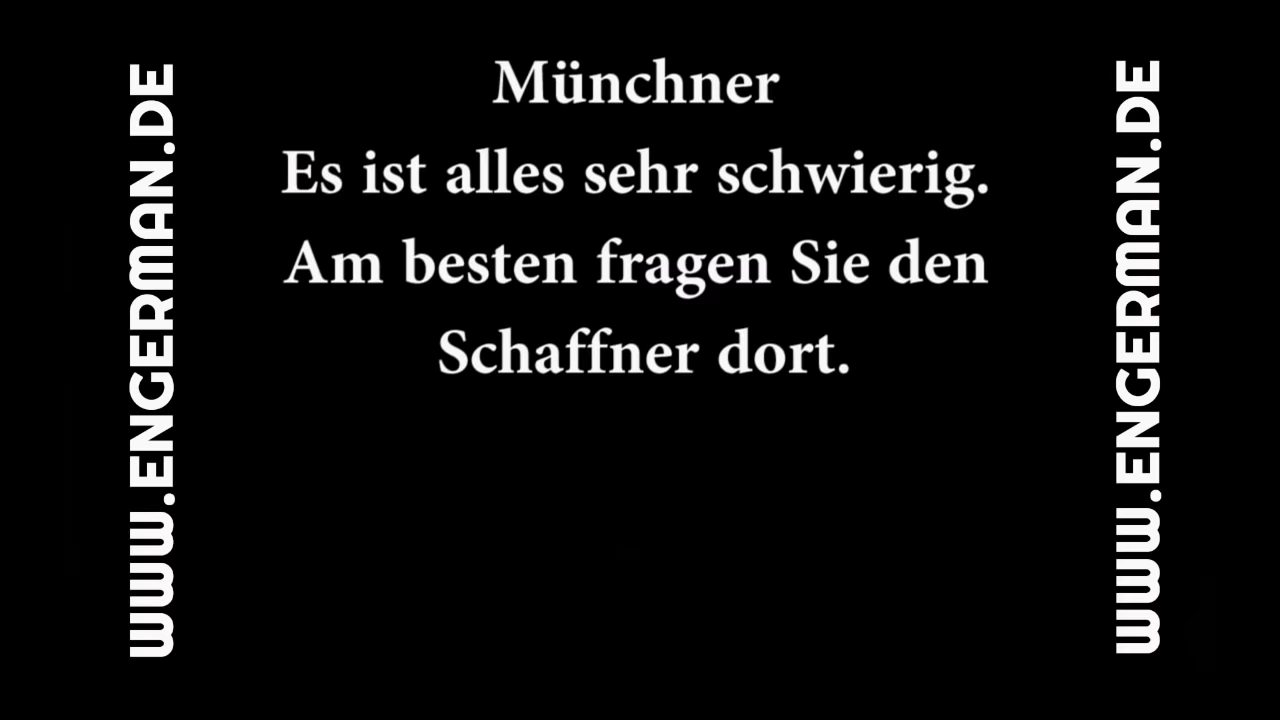 WWW.ENGERMAN.DE
Münchner
Es ist alles sehr schwierig.
Am besten fragen Sie den
Schaffner dort.
WWW.ENGERMAN.DE